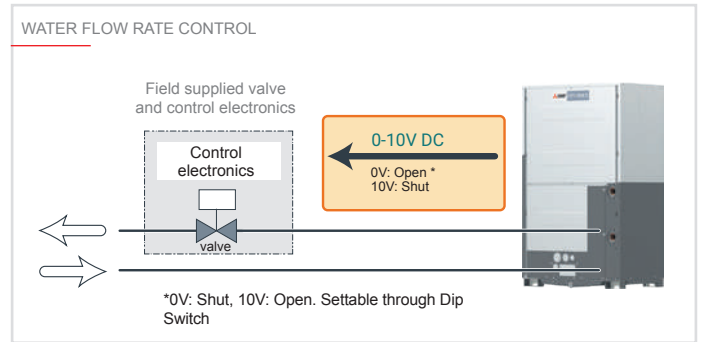 WATER FLOW RATE CONTROL
Field supplied valve
and control electronics
Control
electronics
valve
0-10V DC
0V: Open *
10V: Shut
*0V: Shut, 10V: Open. Settable through Dip
Switch